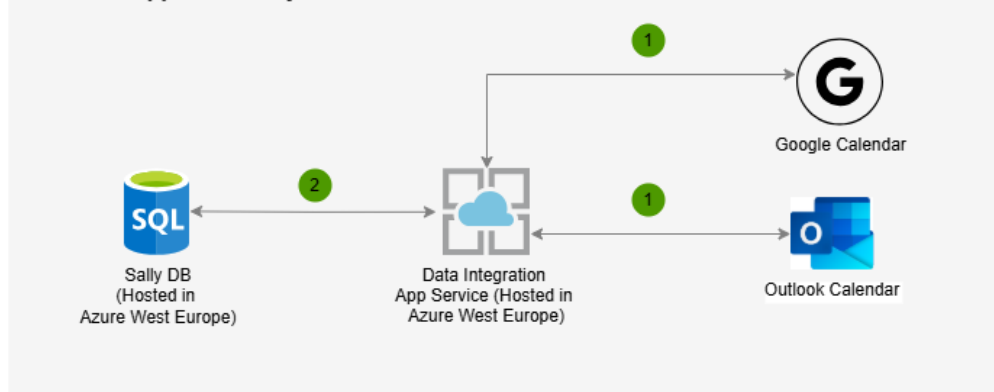 1
G
Google Calendar
2
1
SQL
O
Sally DB
(Hosted in
Azure West Europe)
Data Integration
App Service (Hosted in
Azure West Europe)
Outlook Calendar